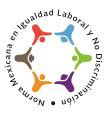 Norma Mexicana en Igualdad Laboral y No Discriminación •